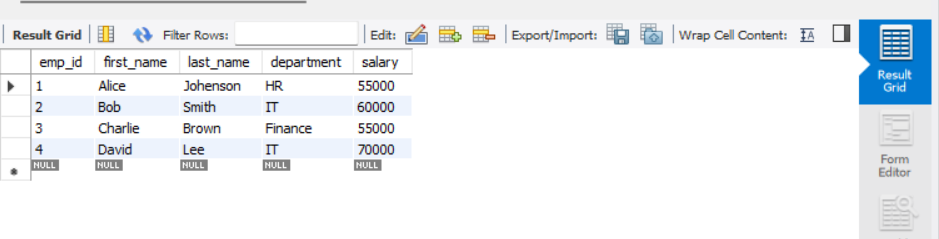 Result Grid Filter Rows: Edit: Export/Import: Wrap Cell Content: IA
emp_id first_name last_name department salary
1 Alice Johenson HR 55000
2 Bob Smith IT 60000
3 Charlie Brown Finance 55000
4 David Lee IT 70000
NULL NULL NULL NULL NULL
Result
Grid
Form
Editor